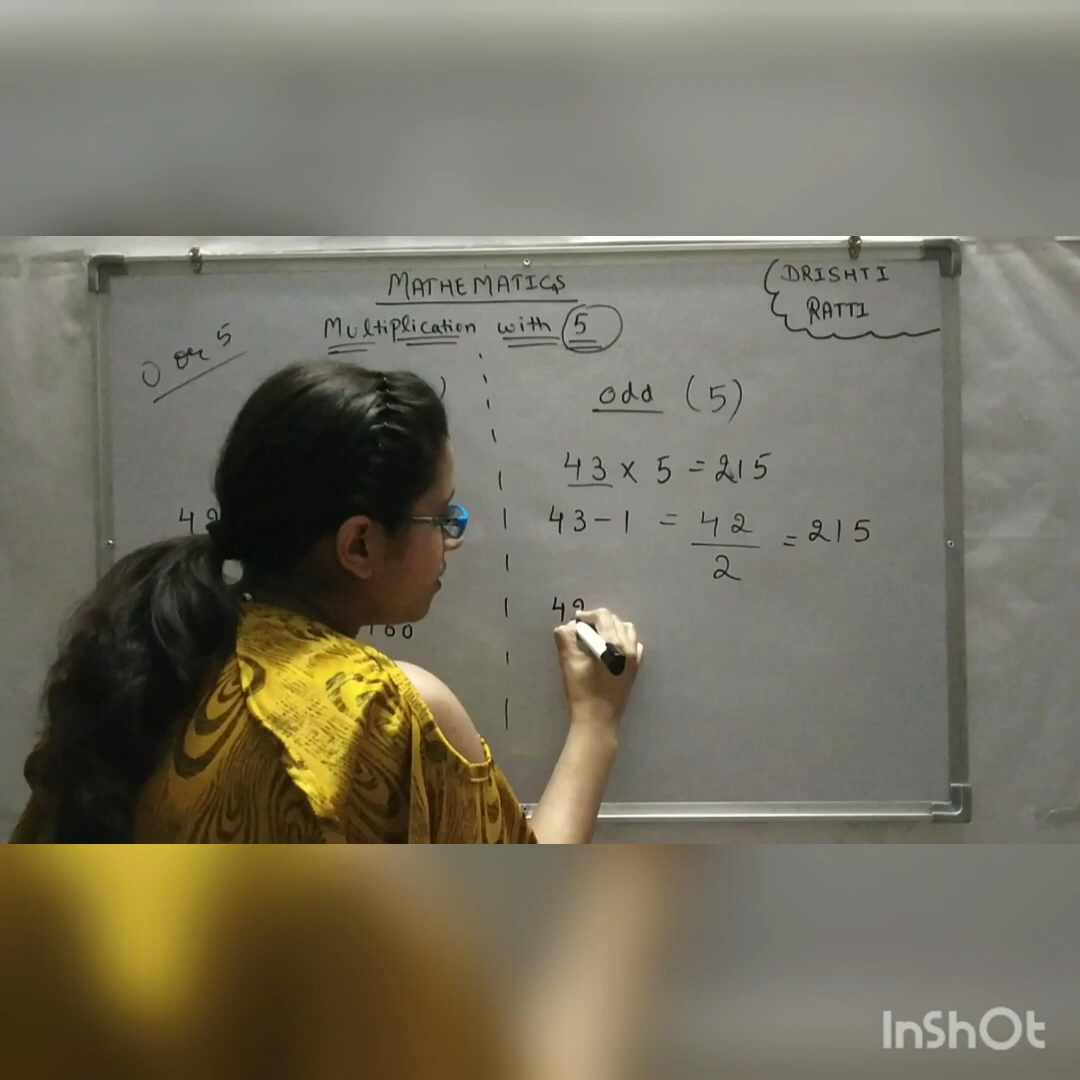 MATHEMATICS
Multiplication with 5
DRISHTI
RATTI
0 or 5
)
odd (5)
43 × 5 = 215
43 - 1 = 42 = 215
2
InShOt